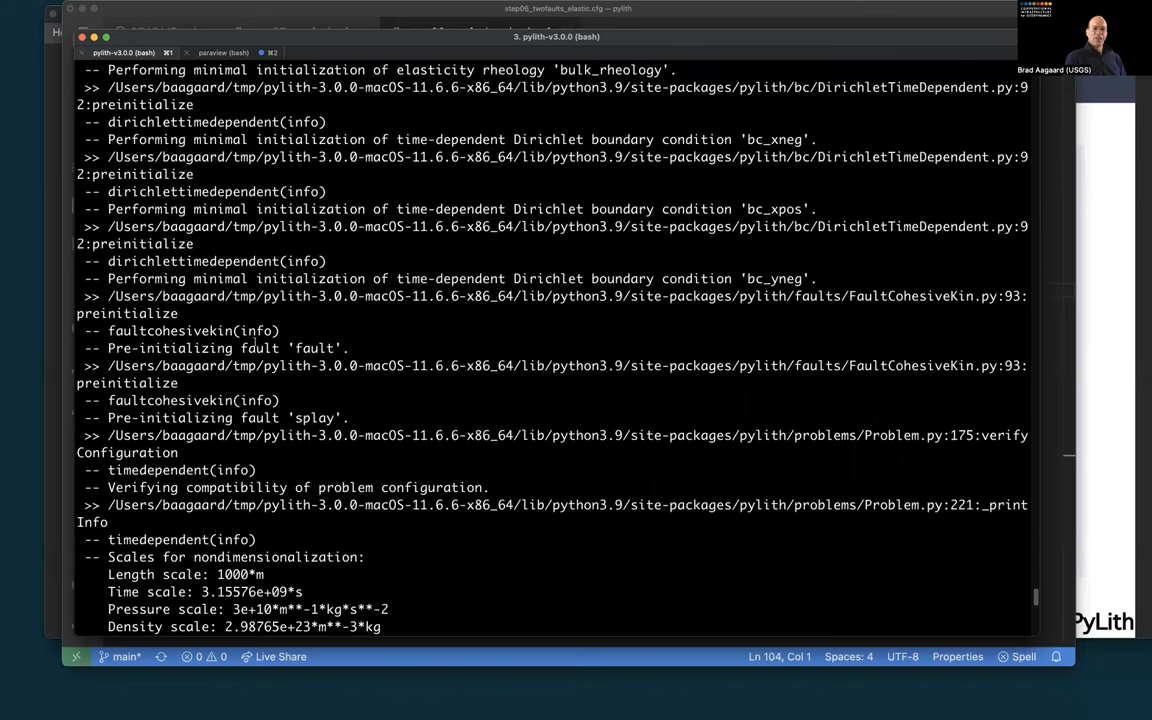 step06_twofaults_elastic.cfg — pylith
3. pylith-v3.0.0 (bash)
pylith-v3.0.0 (bash) ⌘1 × paraview (bash) ⌘2
-- Performing minimal initialization of elasticity rheology 'bulk_rheology'.
>> /Users/baagaard/tmp/pylith-3.0.0-macOS-11.6.6-x86_64/lib/python3.9/site-packages/pylith/bc/DirichletTimeDependent.py:9
2:preinitialize
-- dirichlettimedependent(info)
-- Performing minimal initialization of time-dependent Dirichlet boundary condition 'bc_xneg'.
>> /Users/baagaard/tmp/pylith-3.0.0-macOS-11.6.6-x86_64/lib/python3.9/site-packages/pylith/bc/DirichletTimeDependent.py:9
2:preinitialize
-- dirichlettimedependent(info)
-- Performing minimal initialization of time-dependent Dirichlet boundary condition 'bc_xpos'.
>> /Users/baagaard/tmp/pylith-3.0.0-macOS-11.6.6-x86_64/lib/python3.9/site-packages/pylith/bc/DirichletTimeDependent.py:9
2:preinitialize
-- dirichlettimedependent(info)
-- Performing minimal initialization of time-dependent Dirichlet boundary condition 'bc_yneg'.
>> /Users/baagaard/tmp/pylith-3.0.0-macOS-11.6.6-x86_64/lib/python3.9/site-packages/pylith/faults/FaultCohesiveKin.py:93:
preinitialize
-- faultcohesivekin(info)
-- Pre-initializing fault 'fault'.
>> /Users/baagaard/tmp/pylith-3.0.0-macOS-11.6.6-x86_64/lib/python3.9/site-packages/pylith/faults/FaultCohesiveKin.py:93:
preinitialize
-- faultcohesivekin(info)
-- Pre-initializing fault 'splay'.
>> /Users/baagaard/tmp/pylith-3.0.0-macOS-11.6.6-x86_64/lib/python3.9/site-packages/pylith/problems/Problem.py:175:verify
Configuration
-- timedependent(info)
-- Verifying compatibility of problem configuration.
>> /Users/baagaard/tmp/pylith-3.0.0-macOS-11.6.6-x86_64/lib/python3.9/site-packages/pylith/problems/Problem.py:221:_print
Info
-- timedependent(info)
-- Scales for nondimensionalization:
Length scale: 1000*m
Time scale: 3.15576e+09*s
Pressure scale: 3e+10*m**-1*kg*s**-2
Density scale: 2.98765e+23*m**-3*kg
main* 0 0 Live Share Ln 104, Col 1 Spaces: 4 UTF-8 Properties Spell
COMPUTATIONAL
INFRASTRUCTURE
for GEODYNAMICS
Brad Aagaard (USGS)
PyLith